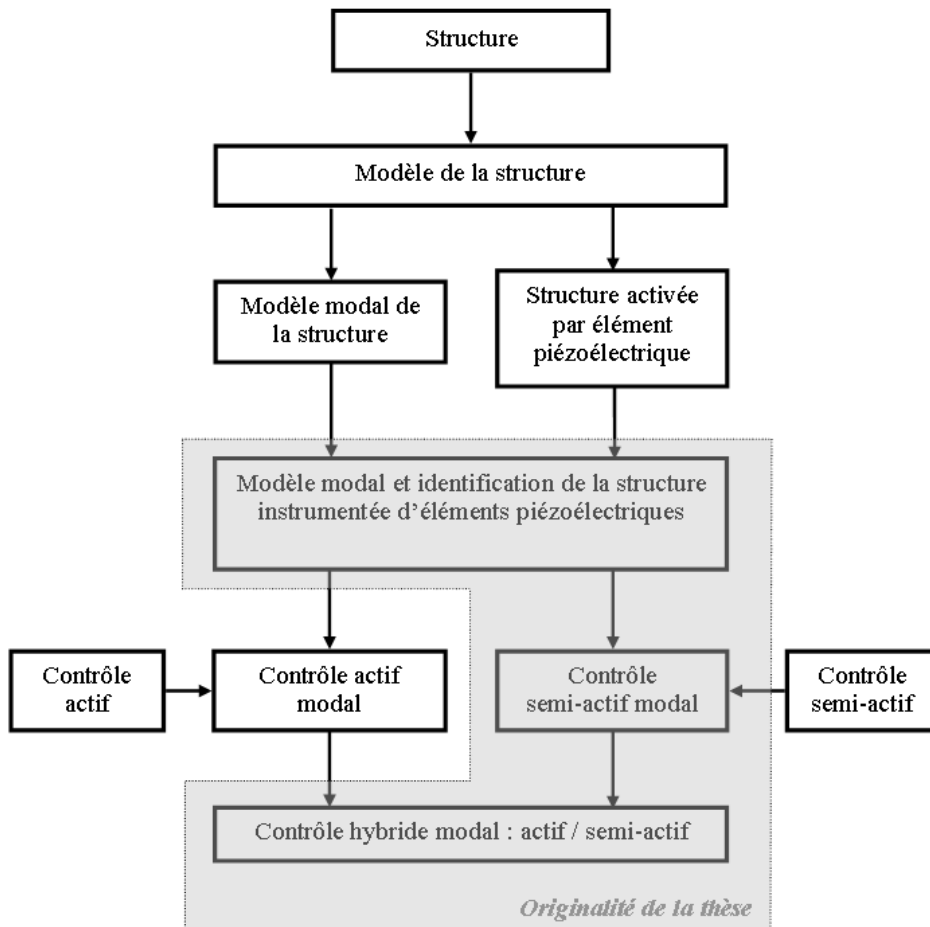 Structure
Modèle de la structure
Modèle modal de
la structure
Structure activée
par élément
piézoélectrique
Modèle modal et identification de la structure
instrumentée d’éléments piézoélectriques
Contrôle
actif
Contrôle actif
modal
Contrôle
semi-actif modal
Contrôle
semi-actif
Contrôle hybride modal : actif / semi-actif
Originalité de la thèse